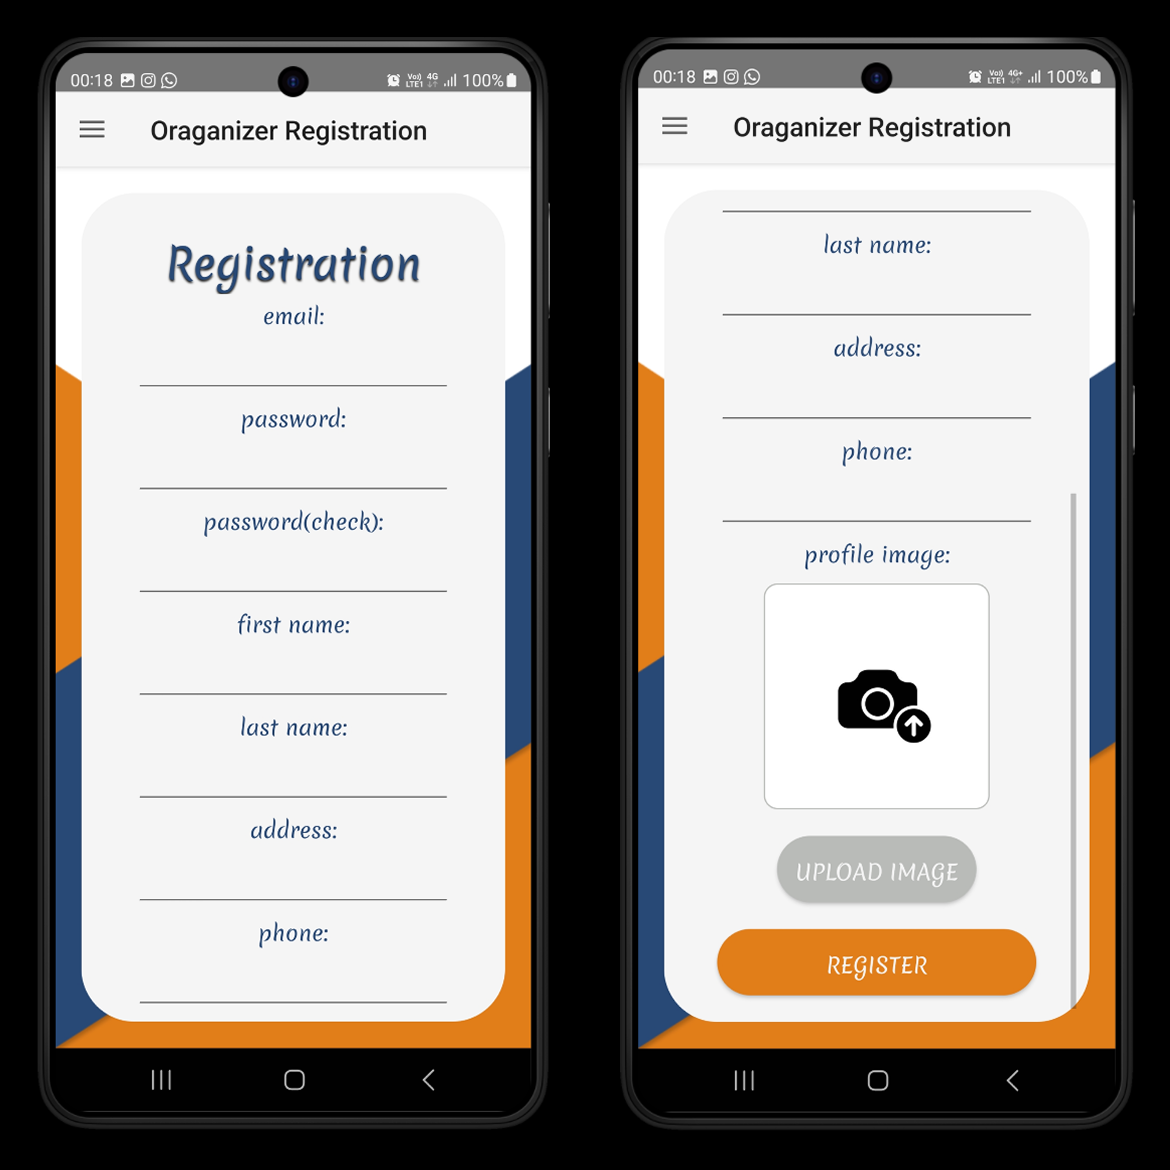 00:18 Vo) LTE1 4G 100%
Oraganizer Registration
Registration
email:
password:
password(check):
first name:
last name:
address:
phone:
00:18 Vo) LTE1 4G+ 100%
Oraganizer Registration
last name:
address:
phone:
profile image:
UPLOAD IMAGE
REGISTER